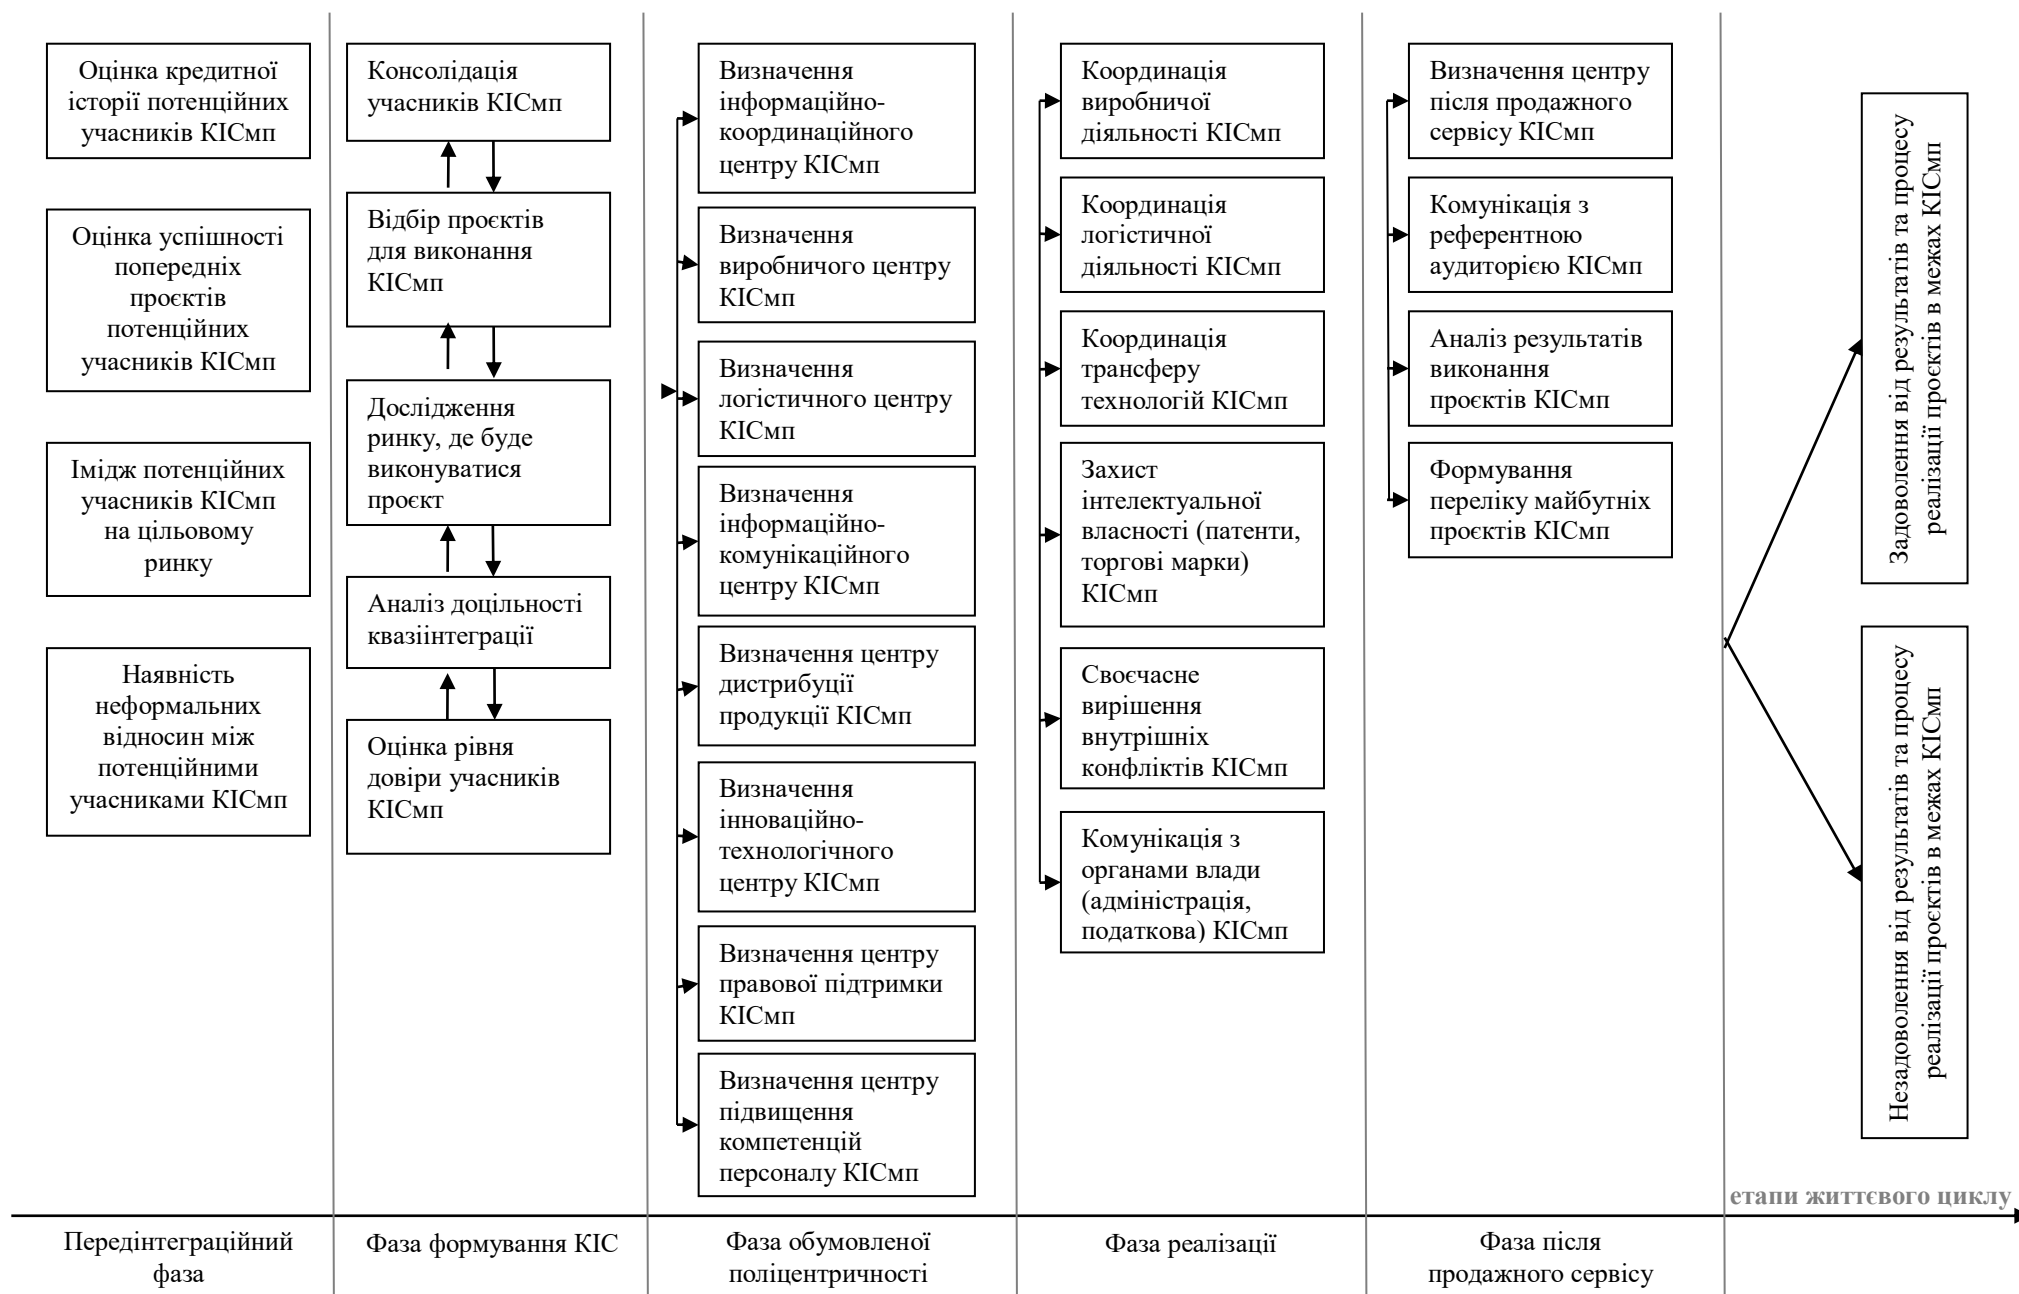 Оцінка кредитної
історії потенційних
учасників КІСмп
Оцінка успішності
попередніх
проєктів
потенційних
учасників КІСмп
Імідж потенційних
учасників КІСмп
на цільовому
ринку
Наявність
неформальних
відносин між
потенційними
учасниками КІСмп
Консолідація
учасників КІСмп
Відбір проєктів
для виконання
КІСмп
Дослідження
ринку, де буде
виконуватися
проєкт
Аналіз доцільності
квазіінтеграції
Оцінка рівня
довіри учасників
КІСмп
Визначення
інформаційно-
координаційного
центру КІСмп
Визначення
виробничого центру
КІСмп
Визначення
логістичного центру
КІСмп
Визначення
інформаційно-
комунікаційного
центру КІСмп
Визначення центру
дистрибуції
продукції КІСмп
Визначення
інноваційно-
технологічного
центру КІСмп
Визначення центру
правової підтримки
КІСмп
Визначення центру
підвищення
компетенцій
персоналу КІСмп
Координація
виробничої
діяльності КІСмп
Координація
логістичної
діяльності КІСмп
Координація
трансферу
технологій КІСмп
Захист
інтелектуальної
власності (патенти,
торгові марки)
КІСмп
Своєчасне
вирішення
внутрішніх
конфліктів КІСмп
Комунікація з
органами влади
(адміністрація,
податкова) КІСмп
Визначення центру
після продажного
сервісу КІСмп
Комунікація з
референтною
аудиторією КІСмп
Аналіз результатів
виконання
проєктів КІСмп
Формування
переліку майбутніх
проєктів КІСмп
Задоволення від результатів та процесу
реалізації проєктів в межах КІСмп
Незадоволення від результатів та процесу
реалізації проєктів в межах КІСмп
етапи життєвого циклу
Передінтеграційний
фаза
Фаза формування КІС
Фаза обумовленої
поліцентричності
Фаза реалізації
Фаза після
продажного сервісу